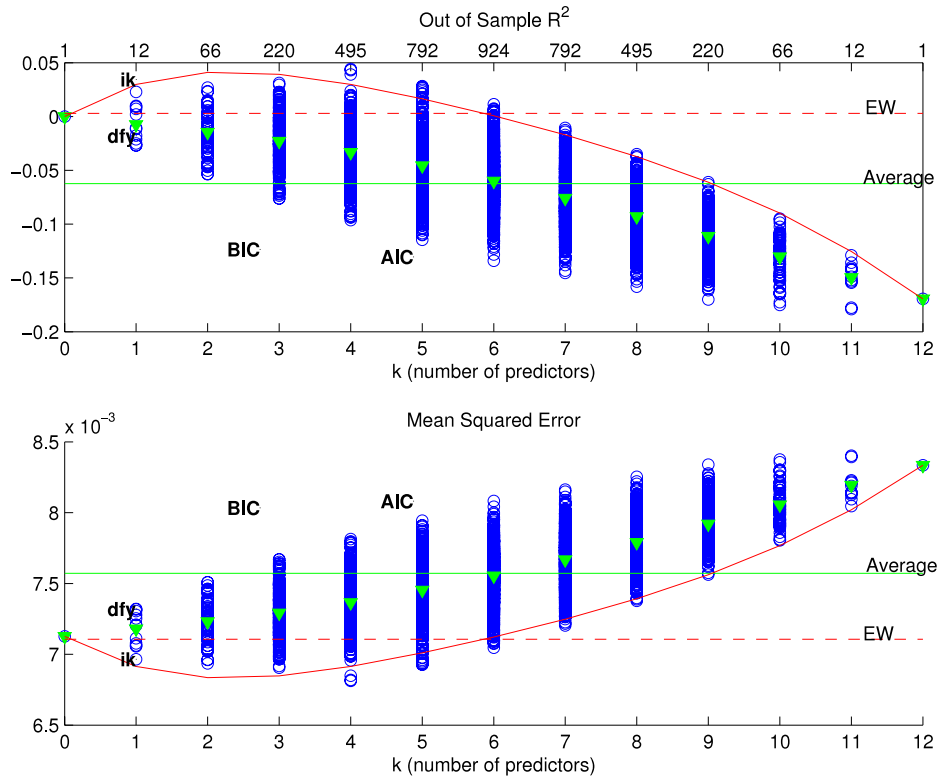 Out of Sample R²
1 12 66 220 495 792 924 792 495 220 66 12 1
0.05
ik
EW
0
dfy
−0.05
Average
−0.1
BIC AIC
−0.15
−0.2
0 1 2 3 4 5 6 7 8 9 10 11 12
k (number of predictors)
x 10⁻³
Mean Squared Error
8.5
BIC AIC
8
Average
7.5
dfy
EW
7
ik
6.5
0 1 2 3 4 5 6 7 8 9 10 11 12
k (number of predictors)